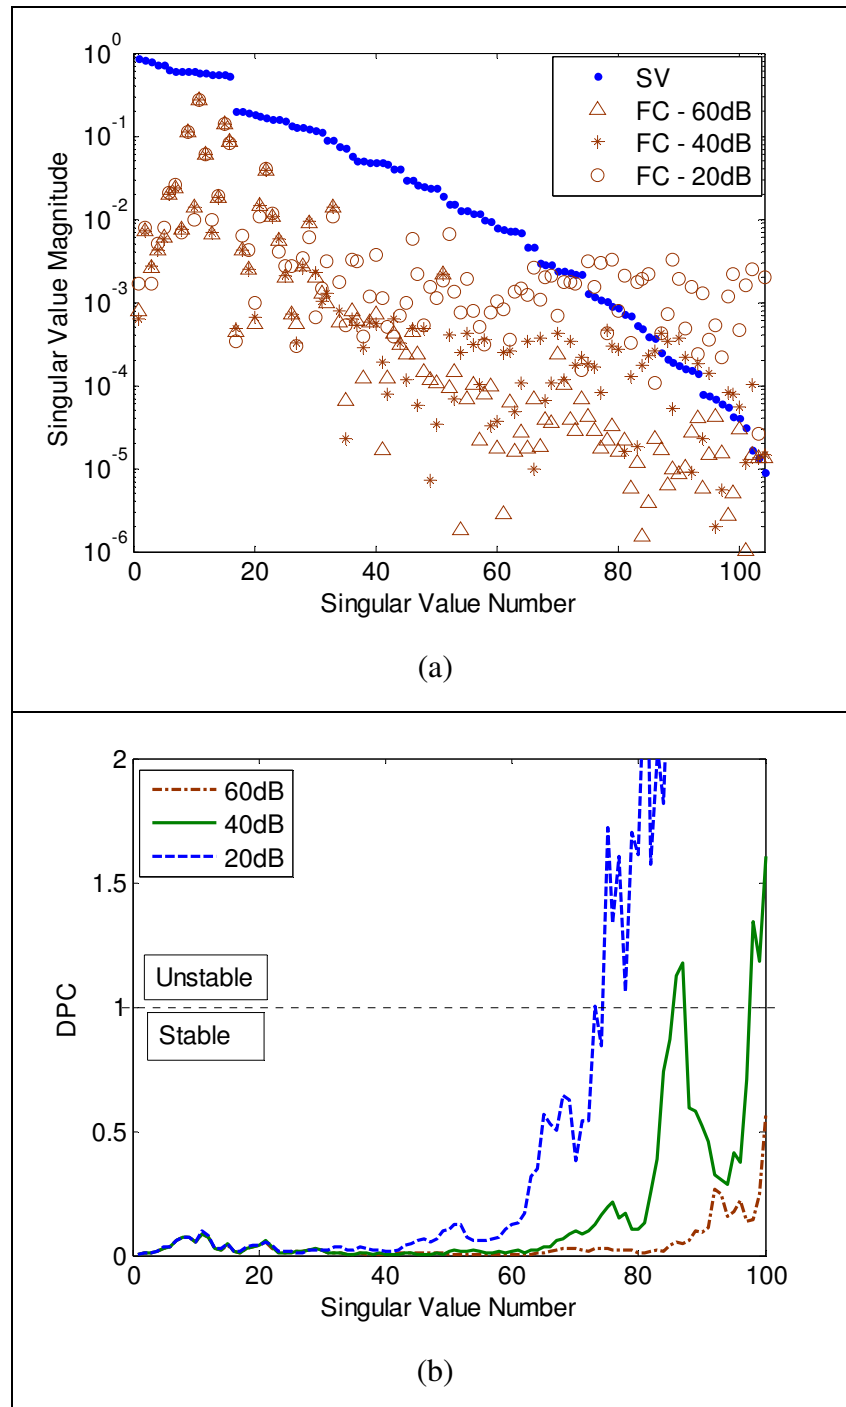 10^0
10^-1
10^-2
10^-3
10^-4
10^-5
10^-6
Singular Value Magnitude
SV
FC - 60dB
FC - 40dB
FC - 20dB
0 20 40 60 80 100
Singular Value Number
(a)
2
1.5
1
0.5
0
DPC
60dB
40dB
20dB
Unstable
Stable
0 20 40 60 80 100
Singular Value Number
(b)